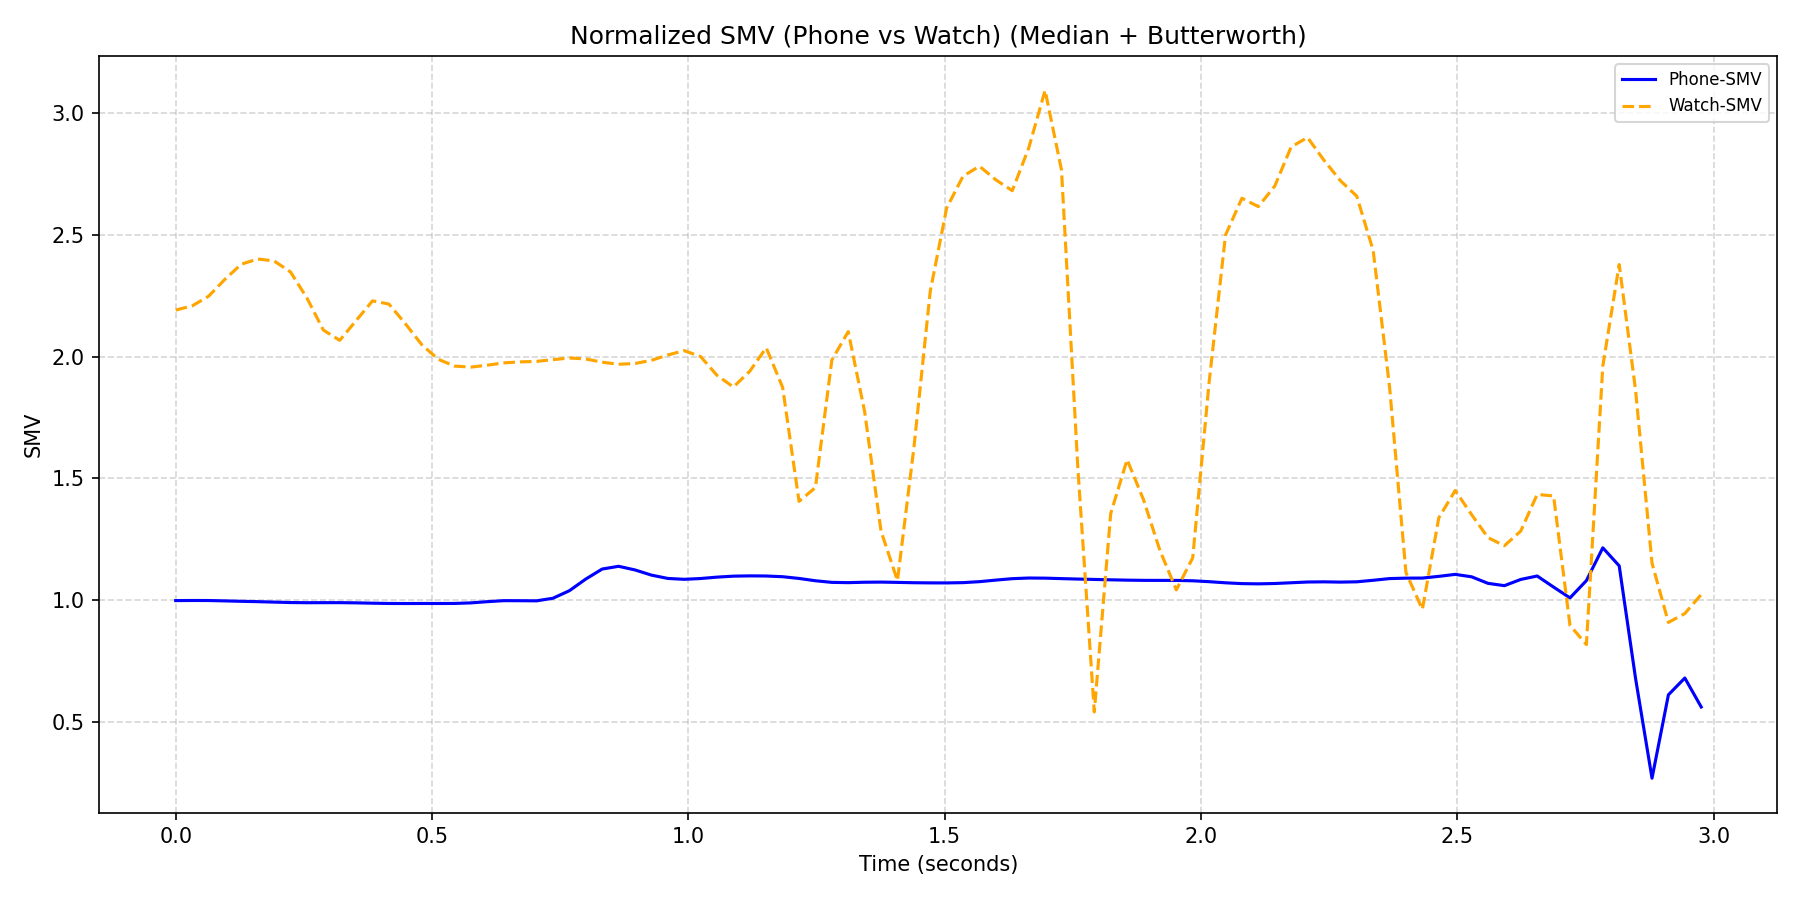 Normalized SMV (Phone vs Watch) (Median + Butterworth)
Phone-SMV
Watch-SMV
3.0
2.5
2.0
1.5
1.0
0.5
SMV
0.0 0.5 1.0 1.5 2.0 2.5 3.0
Time (seconds)